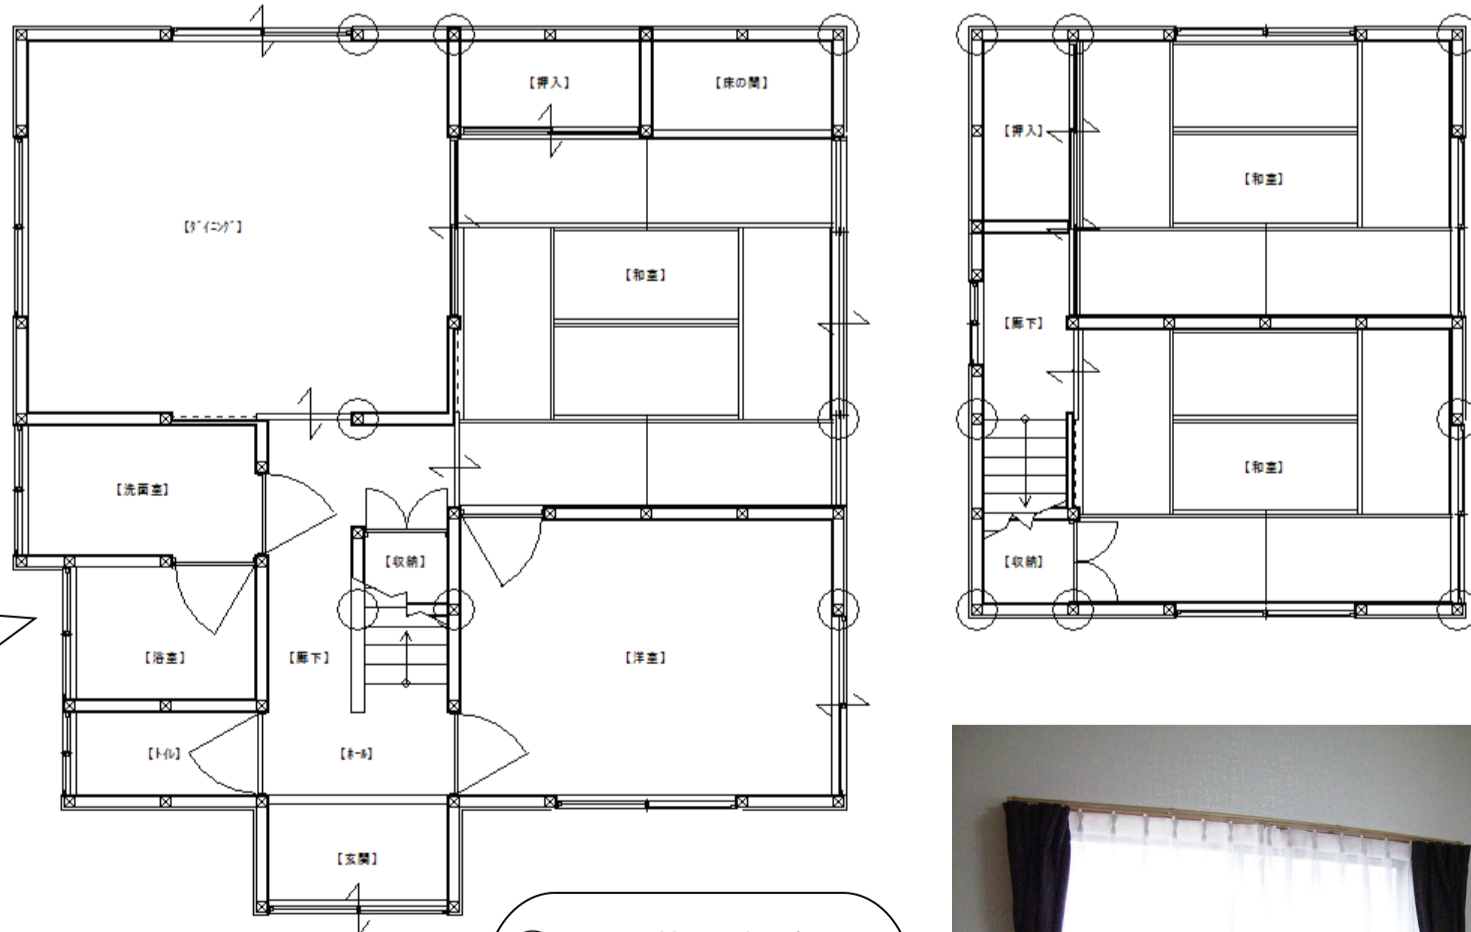 【押入】
【床の間】
【ﾀﾞｲﾆﾝｸﾞ】
【和室】
【洗面室】
【収納】
【浴室】
【廊下】
【洋室】
【ﾄｲﾚ】
【ﾎｰﾙ】
【玄関】
【押入】
【和室】
【廊下】
【和室】
【収納】